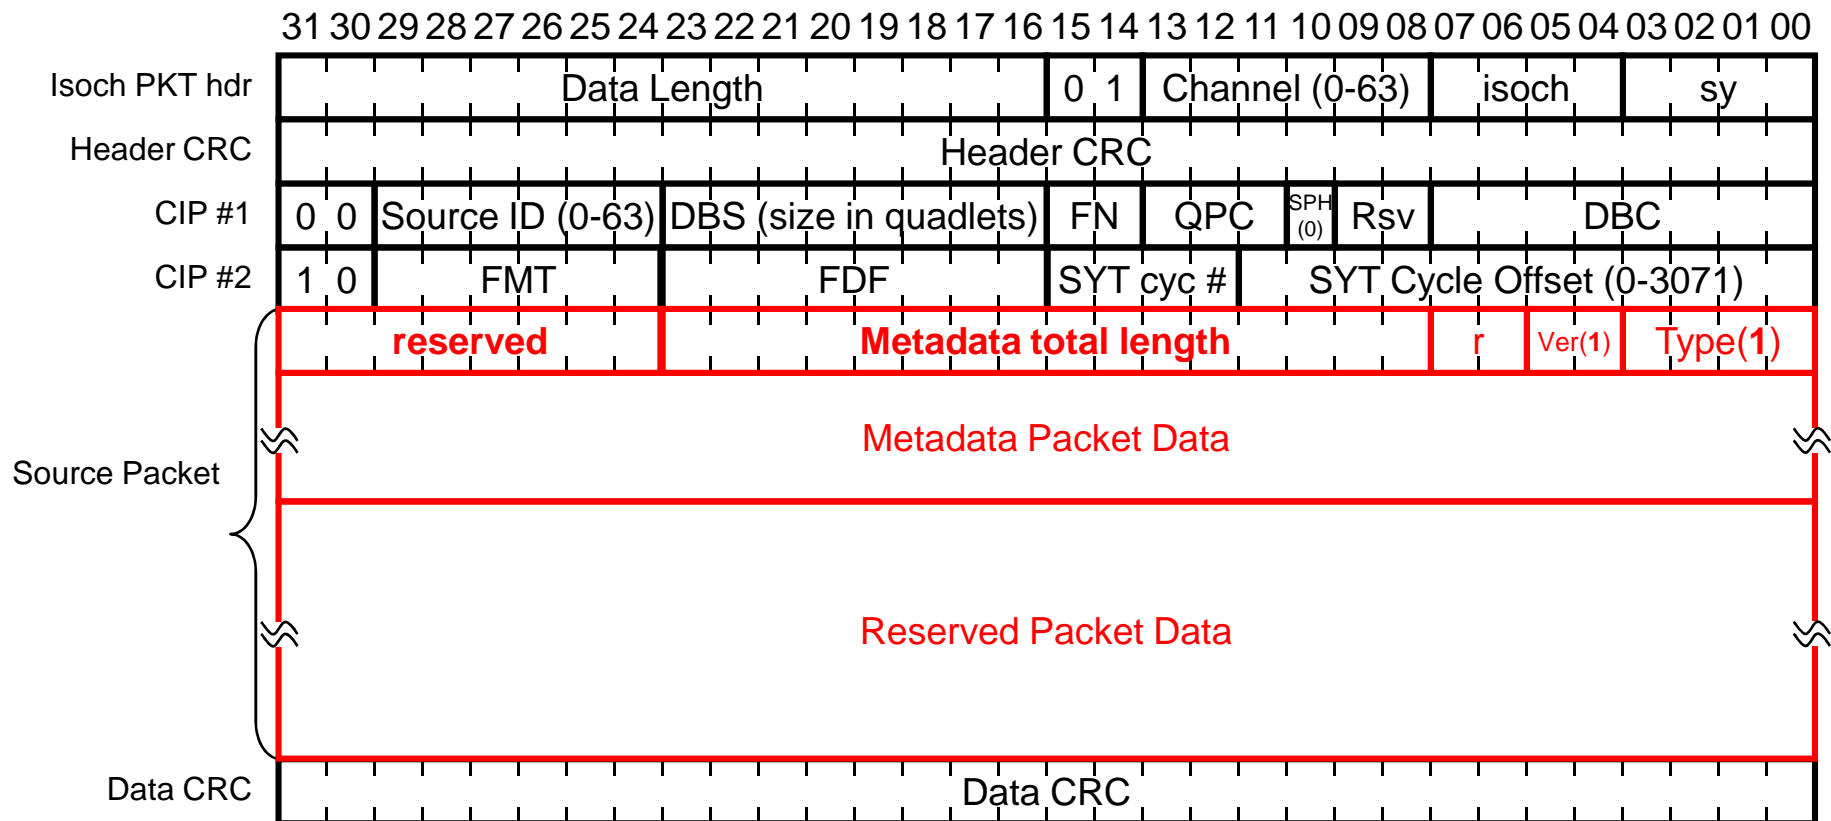 31 30 29 28 27 26 25 24 23 22 21 20 19 18 17 16 15 14 13 12 11 10 09 08 07 06 05 04 03 02 01 00
Isoch PKT hdr Data Length 0 1 Channel (0-63) isoch sy
Header CRC Header CRC
CIP #1 0 0 Source ID (0-63) DBS (size in quadlets) FN QPC SPH (0) Rsv DBC
CIP #2 1 0 FMT FDF SYT cyc # SYT Cycle Offset (0-3071)
reserved Metadata total length r Ver(1) Type(1)
Metadata Packet Data
Source Packet
Reserved Packet Data
Data CRC Data CRC